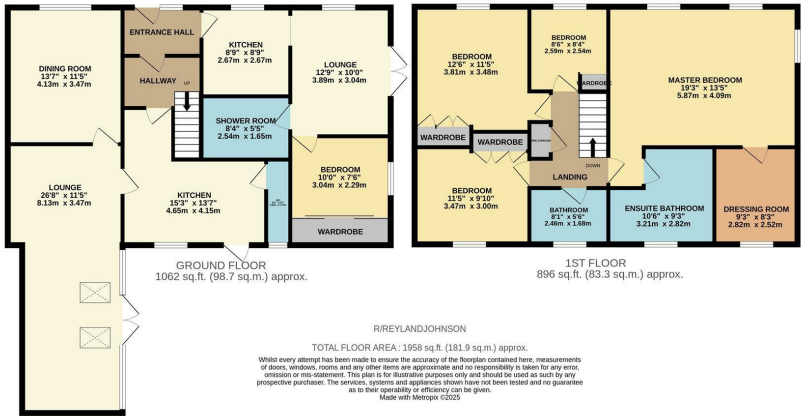 ENTRANCE HALL
DINING ROOM
13'7" x 11'5"
4.13m x 3.47m
HALLWAY
UP
KITCHEN
8'9" x 8'9"
2.67m x 2.67m
LOUNGE
12'9" x 10'0"
3.89m x 3.04m
SHOWER ROOM
8'4" x 5'5"
2.54m x 1.65m
BEDROOM
10'0" x 7'6"
3.04m x 2.29m
WARDROBE
LOUNGE
26'8" x 11'5"
8.13m x 3.47m
KITCHEN
15'3" x 13'7"
4.65m x 4.15m
GROUND FLOOR
1062 sq.ft. (98.7 sq.m.) approx.
BEDROOM
12'6" x 11'5"
3.81m x 3.48m
BEDROOM
8'6" x 8'4"
2.59m x 2.54m
WARDROBE
MASTER BEDROOM
19'3" x 13'5"
5.87m x 4.09m
WARDROBE
WARDROBE
DOWN
LANDING
BEDROOM
11'5" x 9'10"
3.47m x 3.00m
BATHROOM
8'1" x 5'6"
2.46m x 1.68m
ENSUITE BATHROOM
10'6" x 9'3"
3.21m x 2.82m
DRESSING ROOM
9'3" x 8'3"
2.82m x 2.52m
1ST FLOOR
896 sq.ft. (83.3 sq.m.) approx.
R/REYLANDJOHNSON
TOTAL FLOOR AREA : 1958 sq.ft. (181.9 sq.m.) approx.
Whilst every attempt has been made to ensure the accuracy of the floorplan contained here, measurements
of doors, windows, rooms and any other items are approximate and no responsibility is taken for any error,
omission or mis-statement. This plan is for illustrative purposes only and should be used as such by any
prospective purchaser. The services, systems and appliances shown have not been tested and no guarantee
as to their operability or efficiency can be given.
Made with Metropix ©2025